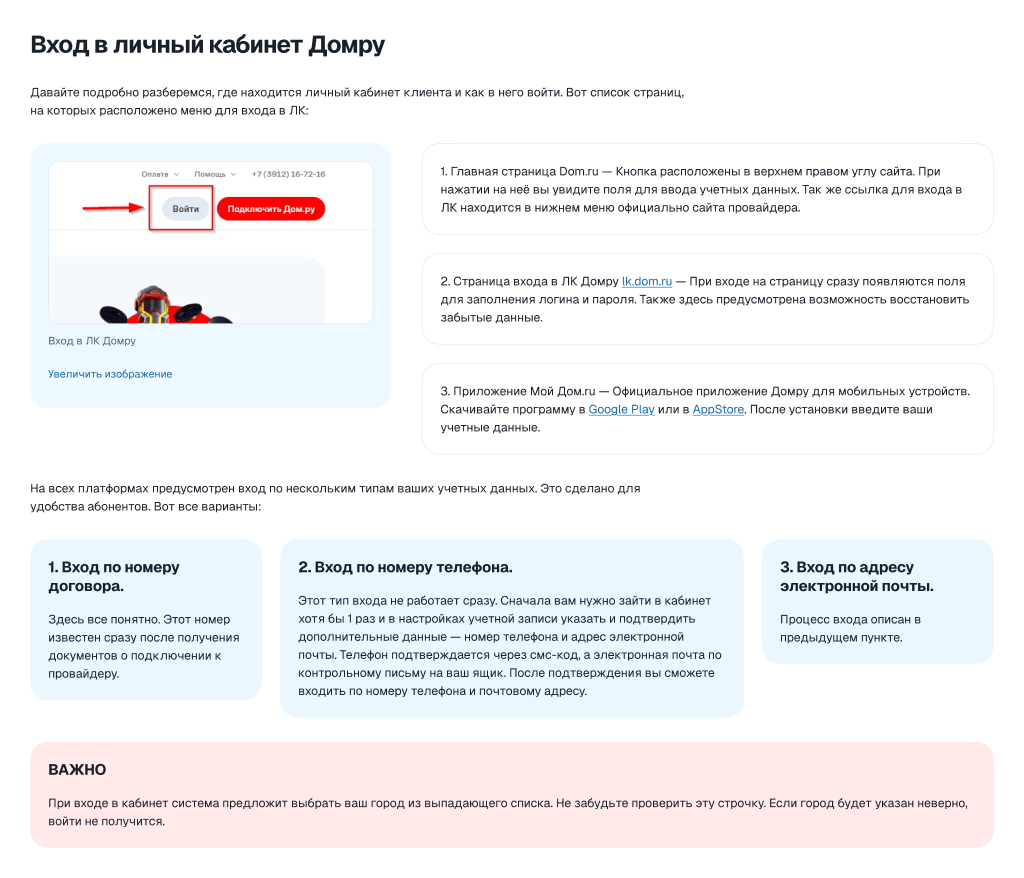 Вход в личный кабинет Домру
Давайте подробно разберемся, где находится личный кабинет клиента и как в него войти. Вот список страниц,
на которых расположено меню для входа в ЛК:
Оплата Помощь +7 (3912) 16-72-16
Войти Подключить Дом.ру
Вход в ЛК Домру
Увеличить изображение
1. Главная страница Dom.ru — Кнопка расположены в верхнем правом углу сайта. При
нажатии на неё вы увидите поля для ввода учетных данных. Так же ссылка для входа в
ЛК находится в нижнем меню официально сайта провайдера.
2. Страница входа в ЛК Домру lk.dom.ru — При входе на страницу сразу появляются поля
для заполнения логина и пароля. Также здесь предусмотрена возможность восстановить
забытые данные.
3. Приложение Мой Дом.ru — Официальное приложение Домру для мобильных устройств.
Скачивайте программу в Google Play или в AppStore. После установки введите ваши
учетные данные.
На всех платформах предусмотрен вход по нескольким типам ваших учетных данных. Это сделано для
удобства абонентов. Вот все варианты:
1. Вход по номеру
договора.
Здесь все понятно. Этот номер
известен сразу после получения
документов о подключении к
провайдеру.
2. Вход по номеру телефона.
Этот тип входа не работает сразу. Сначала вам нужно зайти в кабинет
хотя бы 1 раз и в настройках учетной записи указать и подтвердить
дополнительные данные — номер телефона и адрес электронной
почты. Телефон подтверждается через смс-код, а электронная почта по
контрольному письму на ваш ящик. После подтверждения вы сможете
входить по номеру телефона и почтовому адресу.
3. Вход по адресу
электронной почты.
Процесс входа описан в
предыдущем пункте.
ВАЖНО
При входе в кабинет система предложит выбрать ваш город из выпадающего списка. Не забудьте проверить эту строчку. Если город будет указан неверно,
войти не получится.